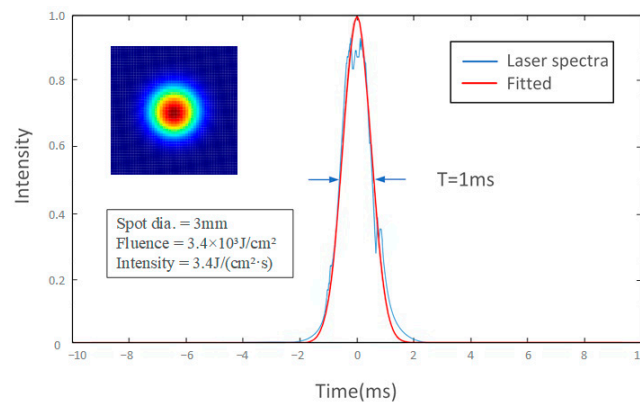 1.0
0.8
0.6
0.4
0.2
0
Intensity
Laser spectra
Fitted
T=1ms
Spot dia. = 3mm
Fluence = 3.4×10³J/cm²
Intensity = 3.4J/(cm²·s)
−10 −8 −6 −4 −2 0 2 4 6 8 10
Time(ms)